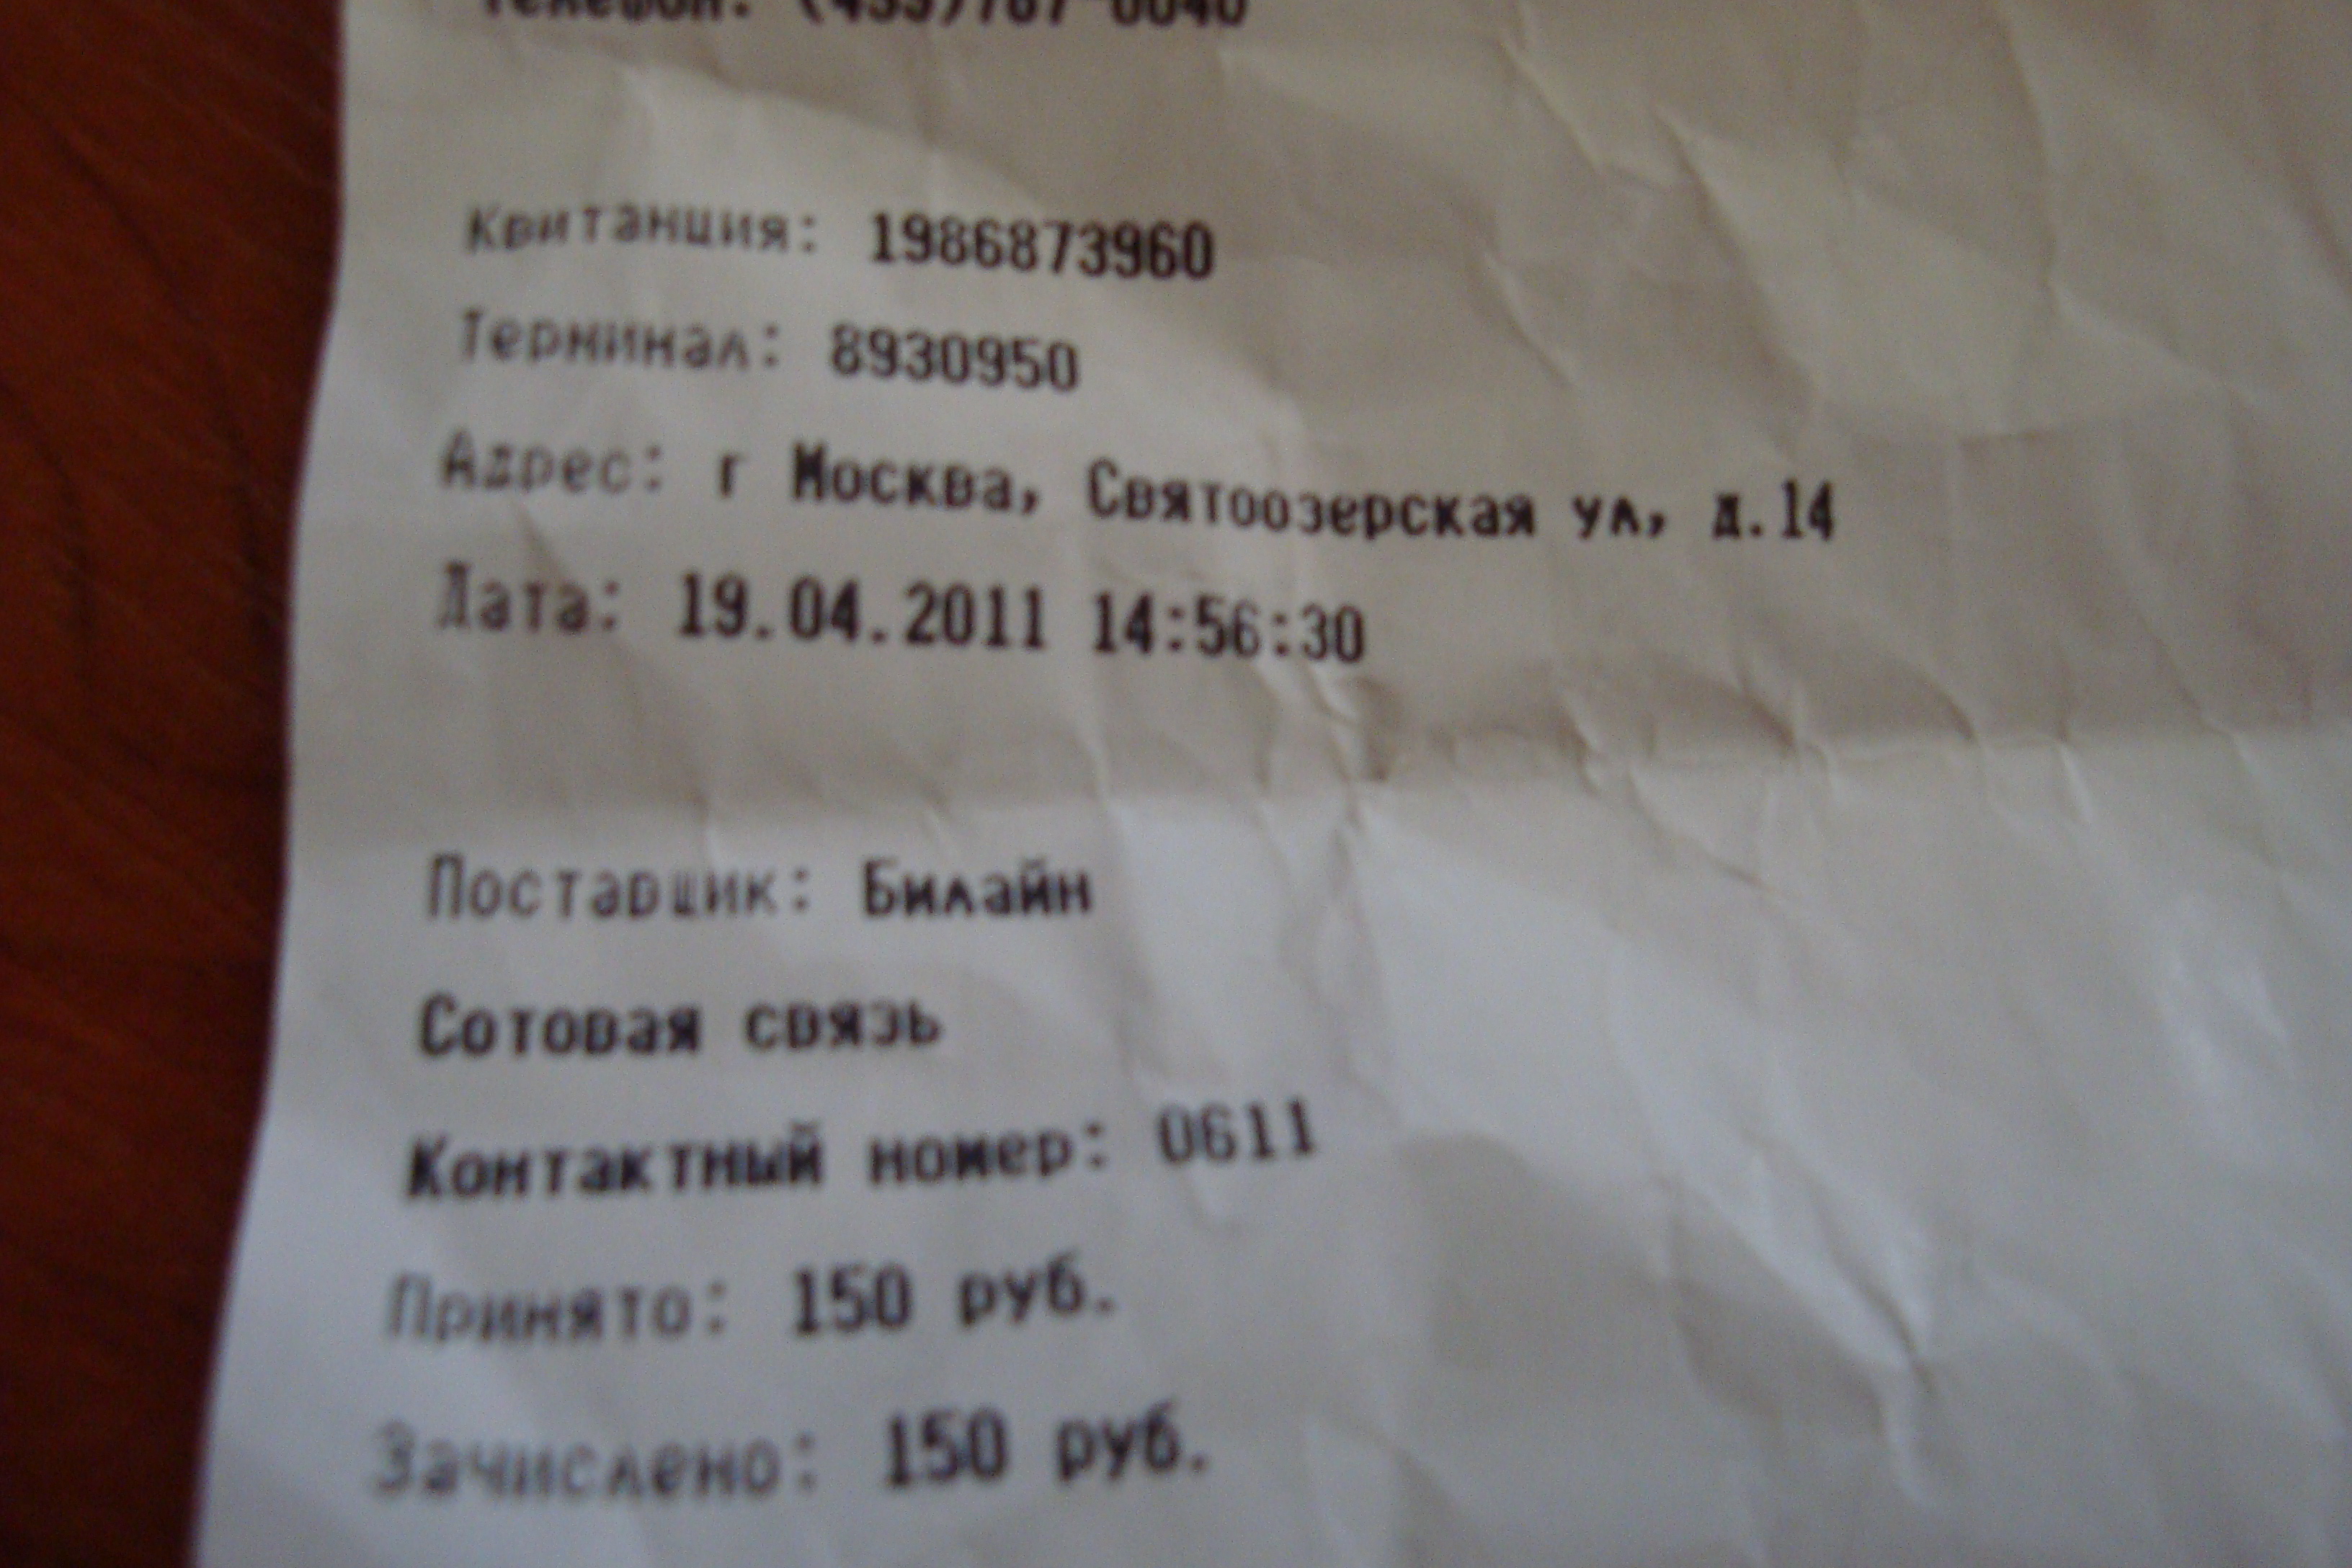 Квитанция: 1986873960
Терминал: 8930950
Адрес: г Москва, Святоозерская ул, д.14
Дата: 19.04.2011 14:56:30
Поставщик: Билайн
Сотовая связь
Контактный номер: 0611
Принято: 150 руб.
Зачислено: 150 руб.